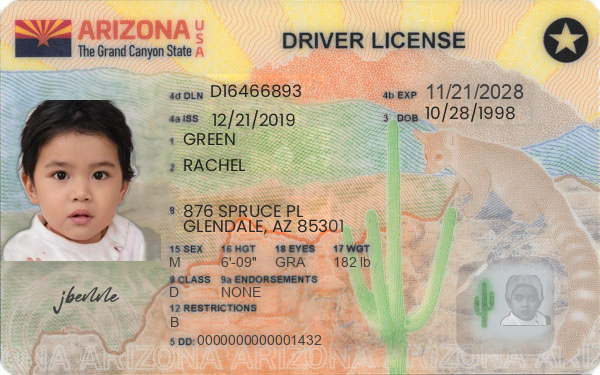 ARIZONA USA
The Grand Canyon State
DRIVER LICENSE
4d DLN D16466893
4b EXP 11/21/2028
4a ISS 12/21/2019
3 DOB 10/28/1998
1 GREEN
2 RACHEL
8 876 SPRUCE PL
GLENDALE, AZ 85301
15 SEX 16 HGT 18 EYES 17 WGT
M 6'-09" GRA 182 lb
9 CLASS 9a ENDORSEMENTS
D NONE
12 RESTRICTIONS
B
5 DD: 0000000000001432
ARIZONA ARIZONA ARIZONA ARIZONA